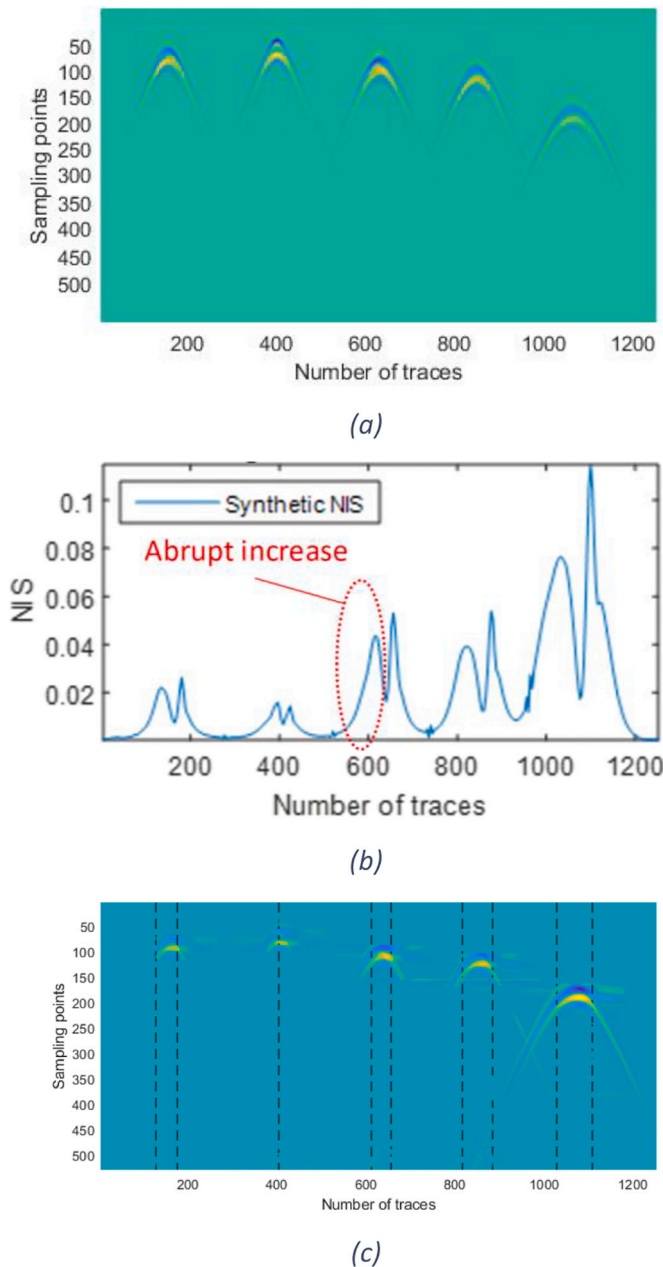 50
100
150
200
250
300
350
400
450
500
Sampling points
200 400 600 800 1000 1200
Number of traces
(a)
0.1
0.08
0.06
0.04
0.02
NIS
Synthetic NIS
Abrupt increase
200 400 600 800 1000 1200
Number of traces
(b)
50
100
150
200
250
300
350
400
450
500
Sampling points
200 400 600 800 1000 1200
Number of traces
(c)